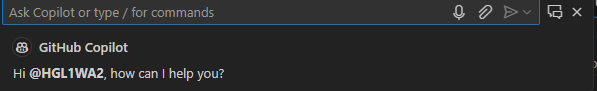 Ask Copilot or type / for commands
GitHub Copilot
Hi @HGL1WA2, how can I help you?